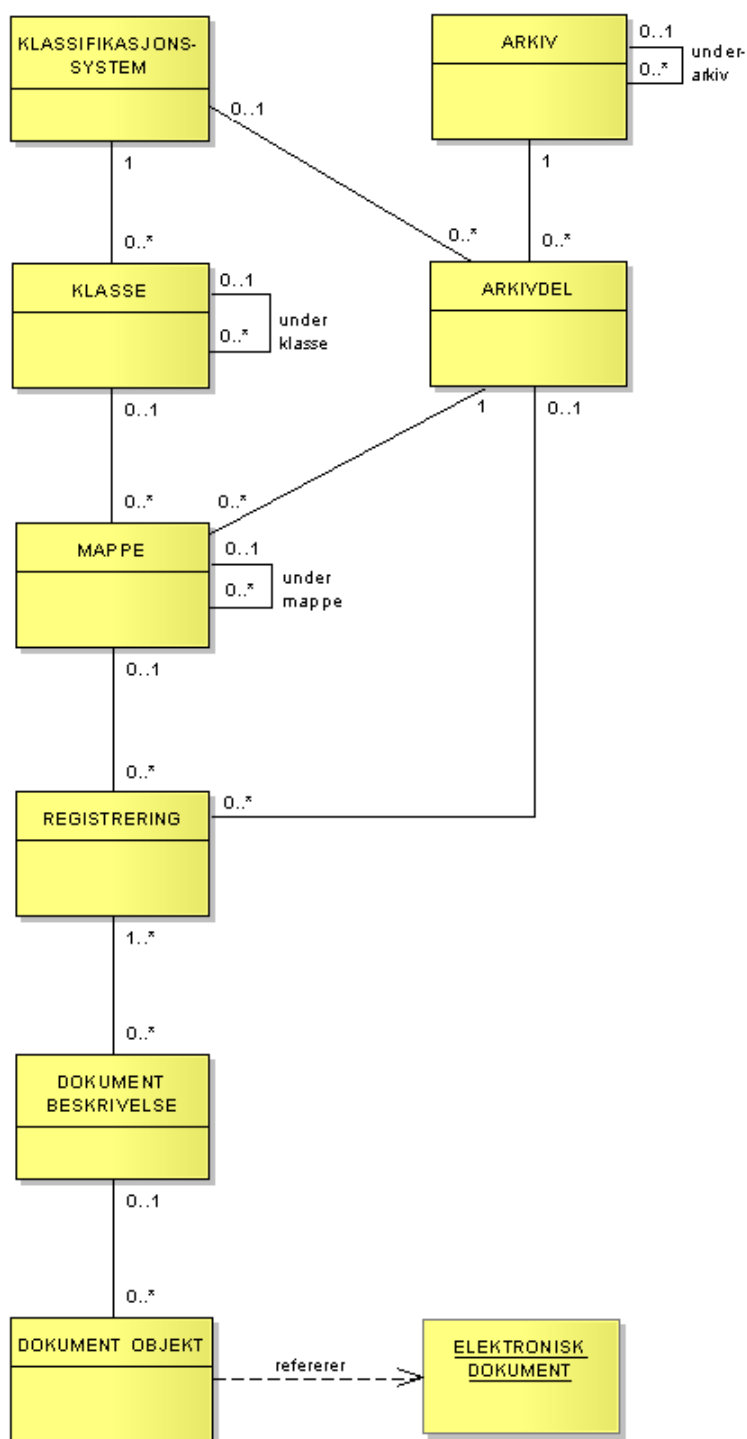 KLASSIFIKASJONS-
SYSTEM
ARKIV
0..1
0..*
under-
arkiv
0..1
1
1
0..*
0..*
0..*
KLASSE
0..1
0..*
under
klasse
ARKIVDEL
0..1
1
0..1
0..*
0..*
MAPPE
0..1
0..*
under
mappe
0..1
0..*
REGISTRERING
0..*
1..*
0..*
DOKUMENT
BESKRIVELSE
0..1
0..*
DOKUMENT OBJEKT
refererer
ELEKTRONISK
DOKUMENT